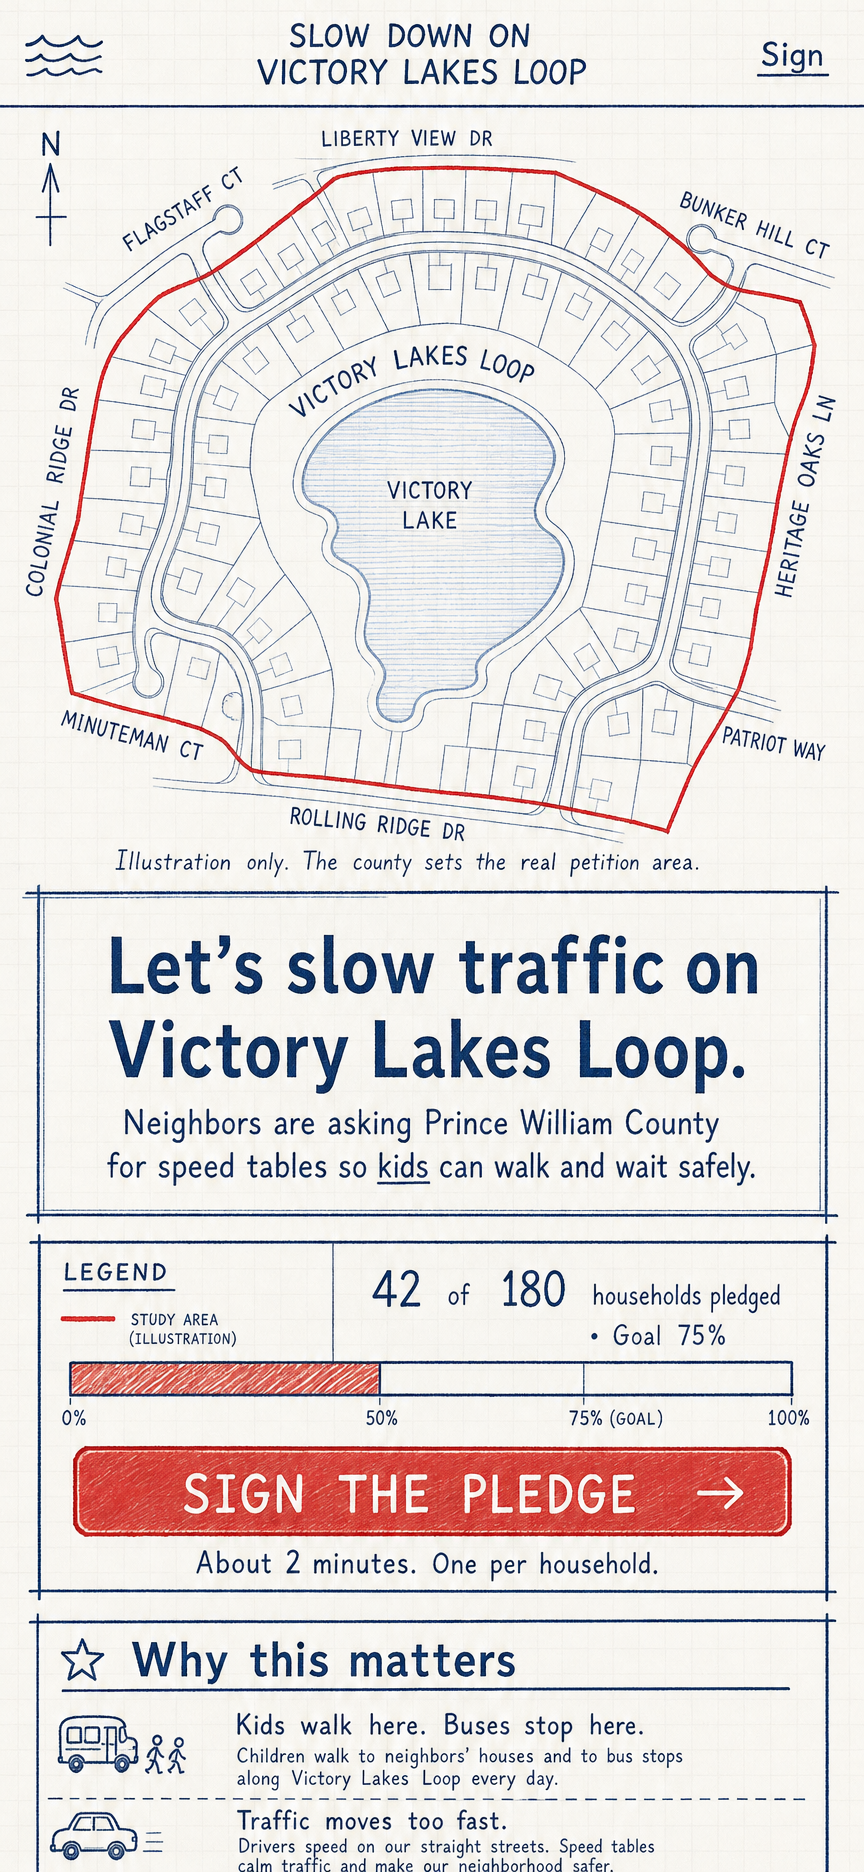 SLOW DOWN ON
VICTORY LAKES LOOP
Sign
N
LIBERTY VIEW DR
FLAGSTAFF CT
BUNKER HILL CT
VICTORY LAKES LOOP
COLONIAL RIDGE DR
HERITAGE OAKS LN
VICTORY
LAKE
MINUTEMAN CT
PATRIOT WAY
ROLLING RIDGE DR
Illustration only. The county sets the real petition area.
Let's slow traffic on
Victory Lakes Loop.
Neighbors are asking Prince William County
for speed tables so kids can walk and wait safely.
LEGEND
STUDY AREA
(ILLUSTRATION)
42 of 180 households pledged
• Goal 75%
0% 50% 75% (GOAL) 100%
SIGN THE PLEDGE →
About 2 minutes. One per household.
Why this matters
Kids walk here. Buses stop here.
Children walk to neighbors' houses and to bus stops
along Victory Lakes Loop every day.
Traffic moves too fast.
Drivers speed on our straight streets. Speed tables
calm traffic and make our neighborhood safer.